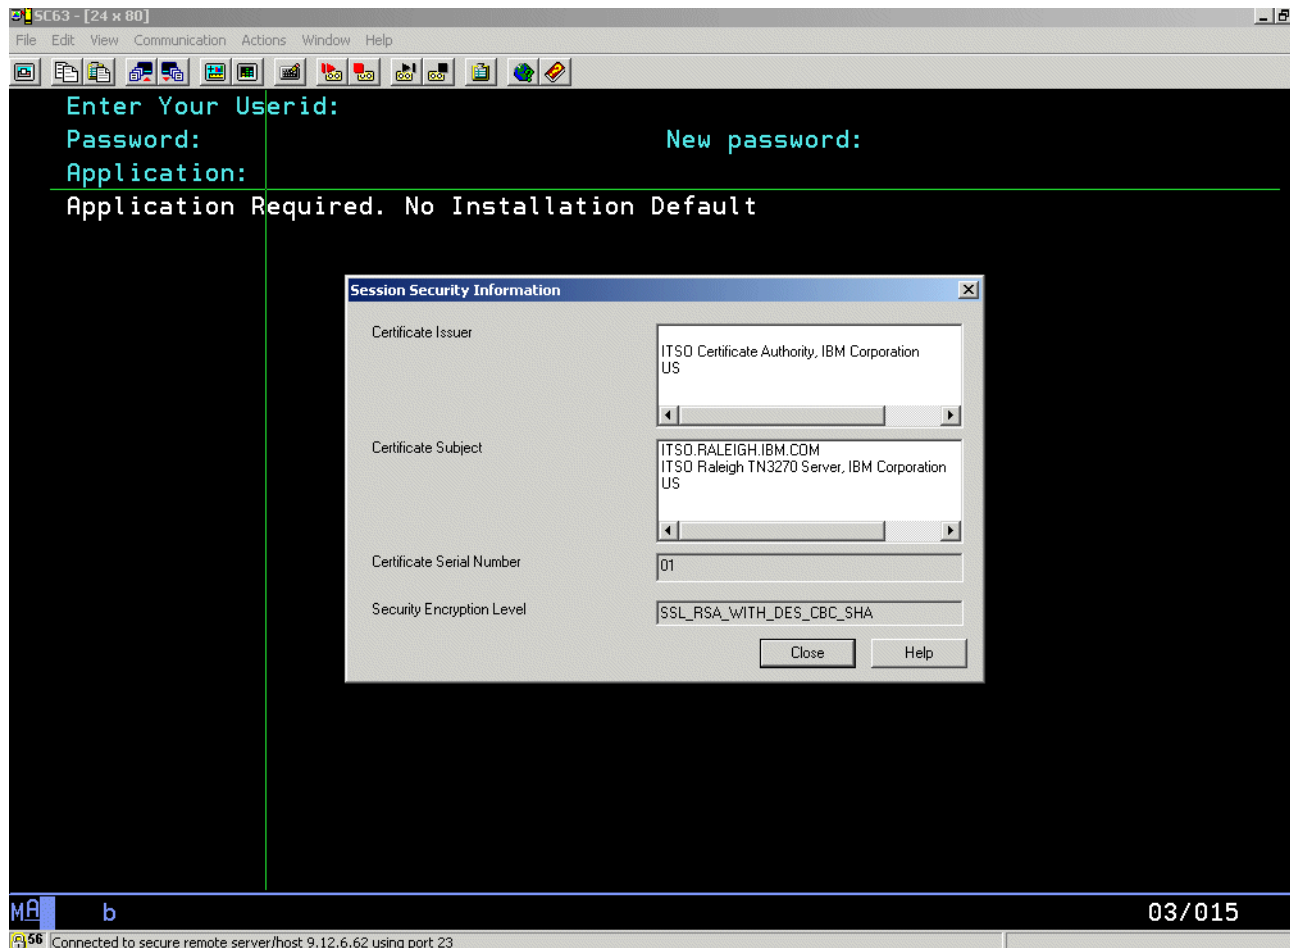 SC63 - [24 x 80]
File Edit View Communication Actions Window Help
Enter Your Userid:
Password: New password:
Application:
Application Required. No Installation Default
Session Security Information
Certificate Issuer
ITSO Certificate Authority, IBM Corporation
US
Certificate Subject
ITSO.RALEIGH.IBM.COM
ITSO Raleigh TN3270 Server, IBM Corporation
US
Certificate Serial Number
01
Security Encryption Level
SSL_RSA_WITH_DES_CBC_SHA
Close Help
MA b 03/015
56 Connected to secure remote server/host 9.12.6.62 using port 23